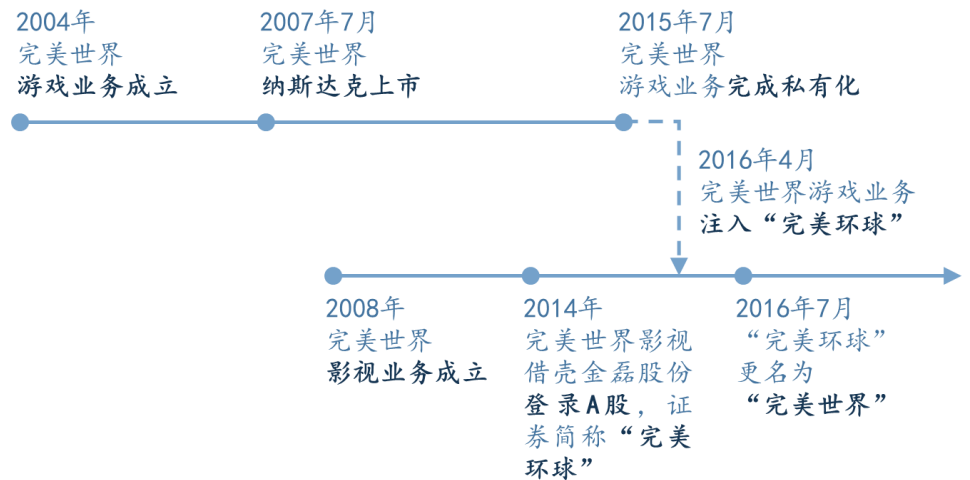 2004年
完美世界
游戏业务成立
2007年7月
完美世界
纳斯达克上市
2015年7月
完美世界
游戏业务完成私有化
2016年4月
完美世界游戏业务
注入“完美环球”
2008年
完美世界
影视业务成立
2014年
完美世界影视
借壳金磊股份
登录A股，证
券简称“完美
环球”
2016年7月
“完美环球”
更名为
“完美世界”